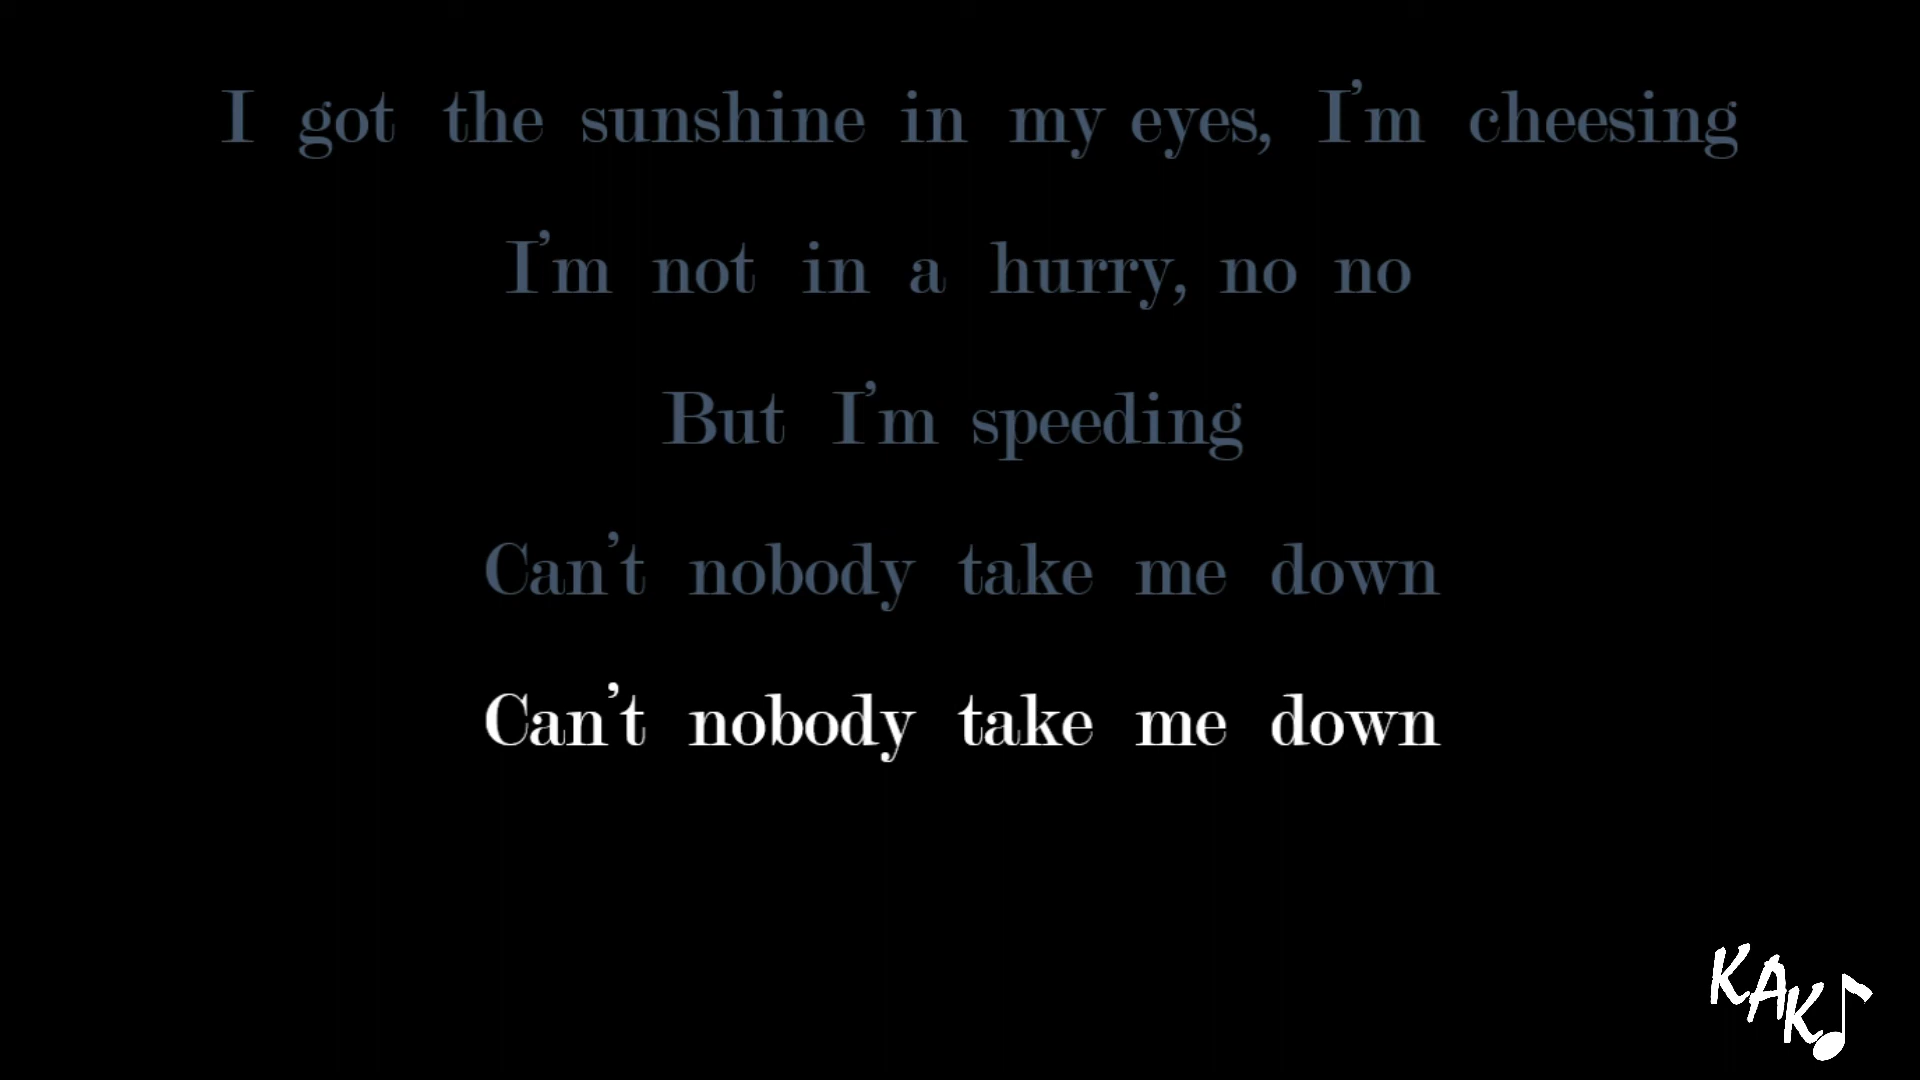 I got the sunshine in my eyes, I'm cheesing
I'm not in a hurry, no no
But I'm speeding
Can't nobody take me down
Can't nobody take me down
KAK